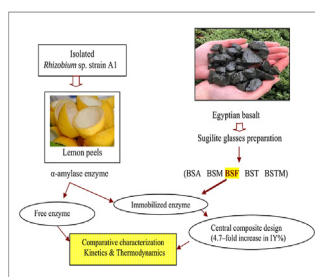 Isolated
Rhizobium sp. strain A1
Lemon peels
α-amylase enzyme
Egyptian basalt
Sugilite glasses preparation
(BSA BSM BSF BST BSTM)
Free enzyme
Immobilized enzyme
Central composite design
(4.7–fold increase in IY%)
Comparative characterization
Kinetics & Thermodynamics